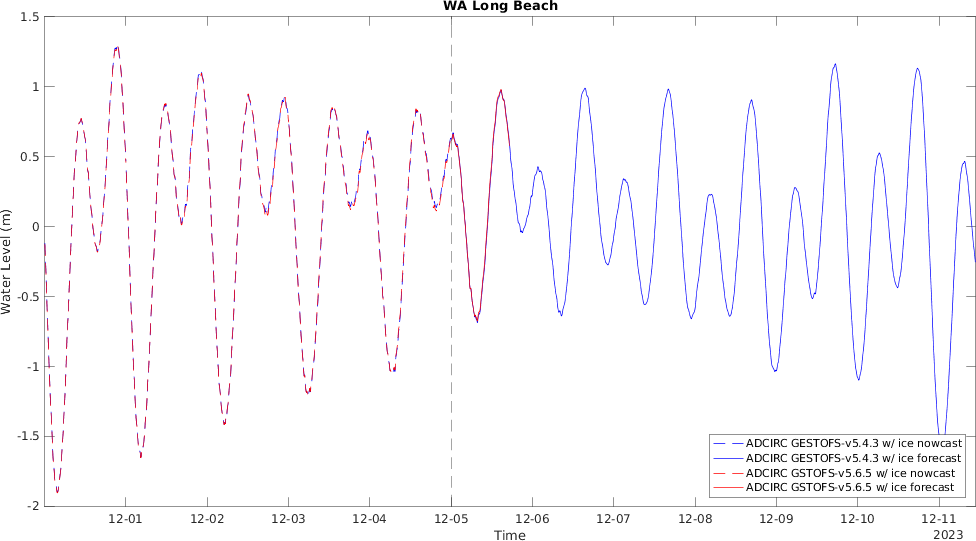 WA Long Beach
Water Level (m)
1.5
1
0.5
0
-0.5
-1
-1.5
-2
12-01 12-02 12-03 12-04 12-05 12-06 12-07 12-08 12-09 12-10 12-11
Time
2023
ADCIRC GESTOFS-v5.4.3 w/ ice nowcast
ADCIRC GESTOFS-v5.4.3 w/ ice forecast
ADCIRC GSTOFS-v5.6.5 w/ ice nowcast
ADCIRC GSTOFS-v5.6.5 w/ ice forecast